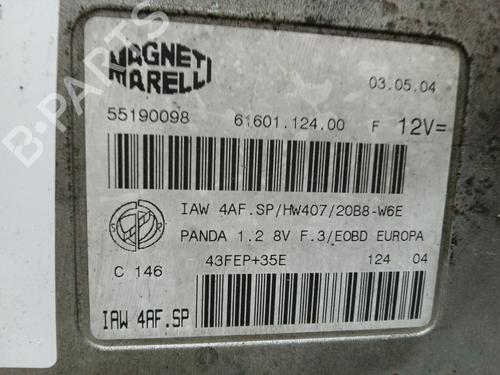 MAGNETI
MARELLI
03.05.04
55190098 61601.124.00 F 12V=
IAW 4AF.SP/HW407/20B8-W6E
PANDA 1.2 8V F.3/EOBD EUROPA
43FEP+35E 124 04
C 146
IAW 4AF.SP
B-PARTS